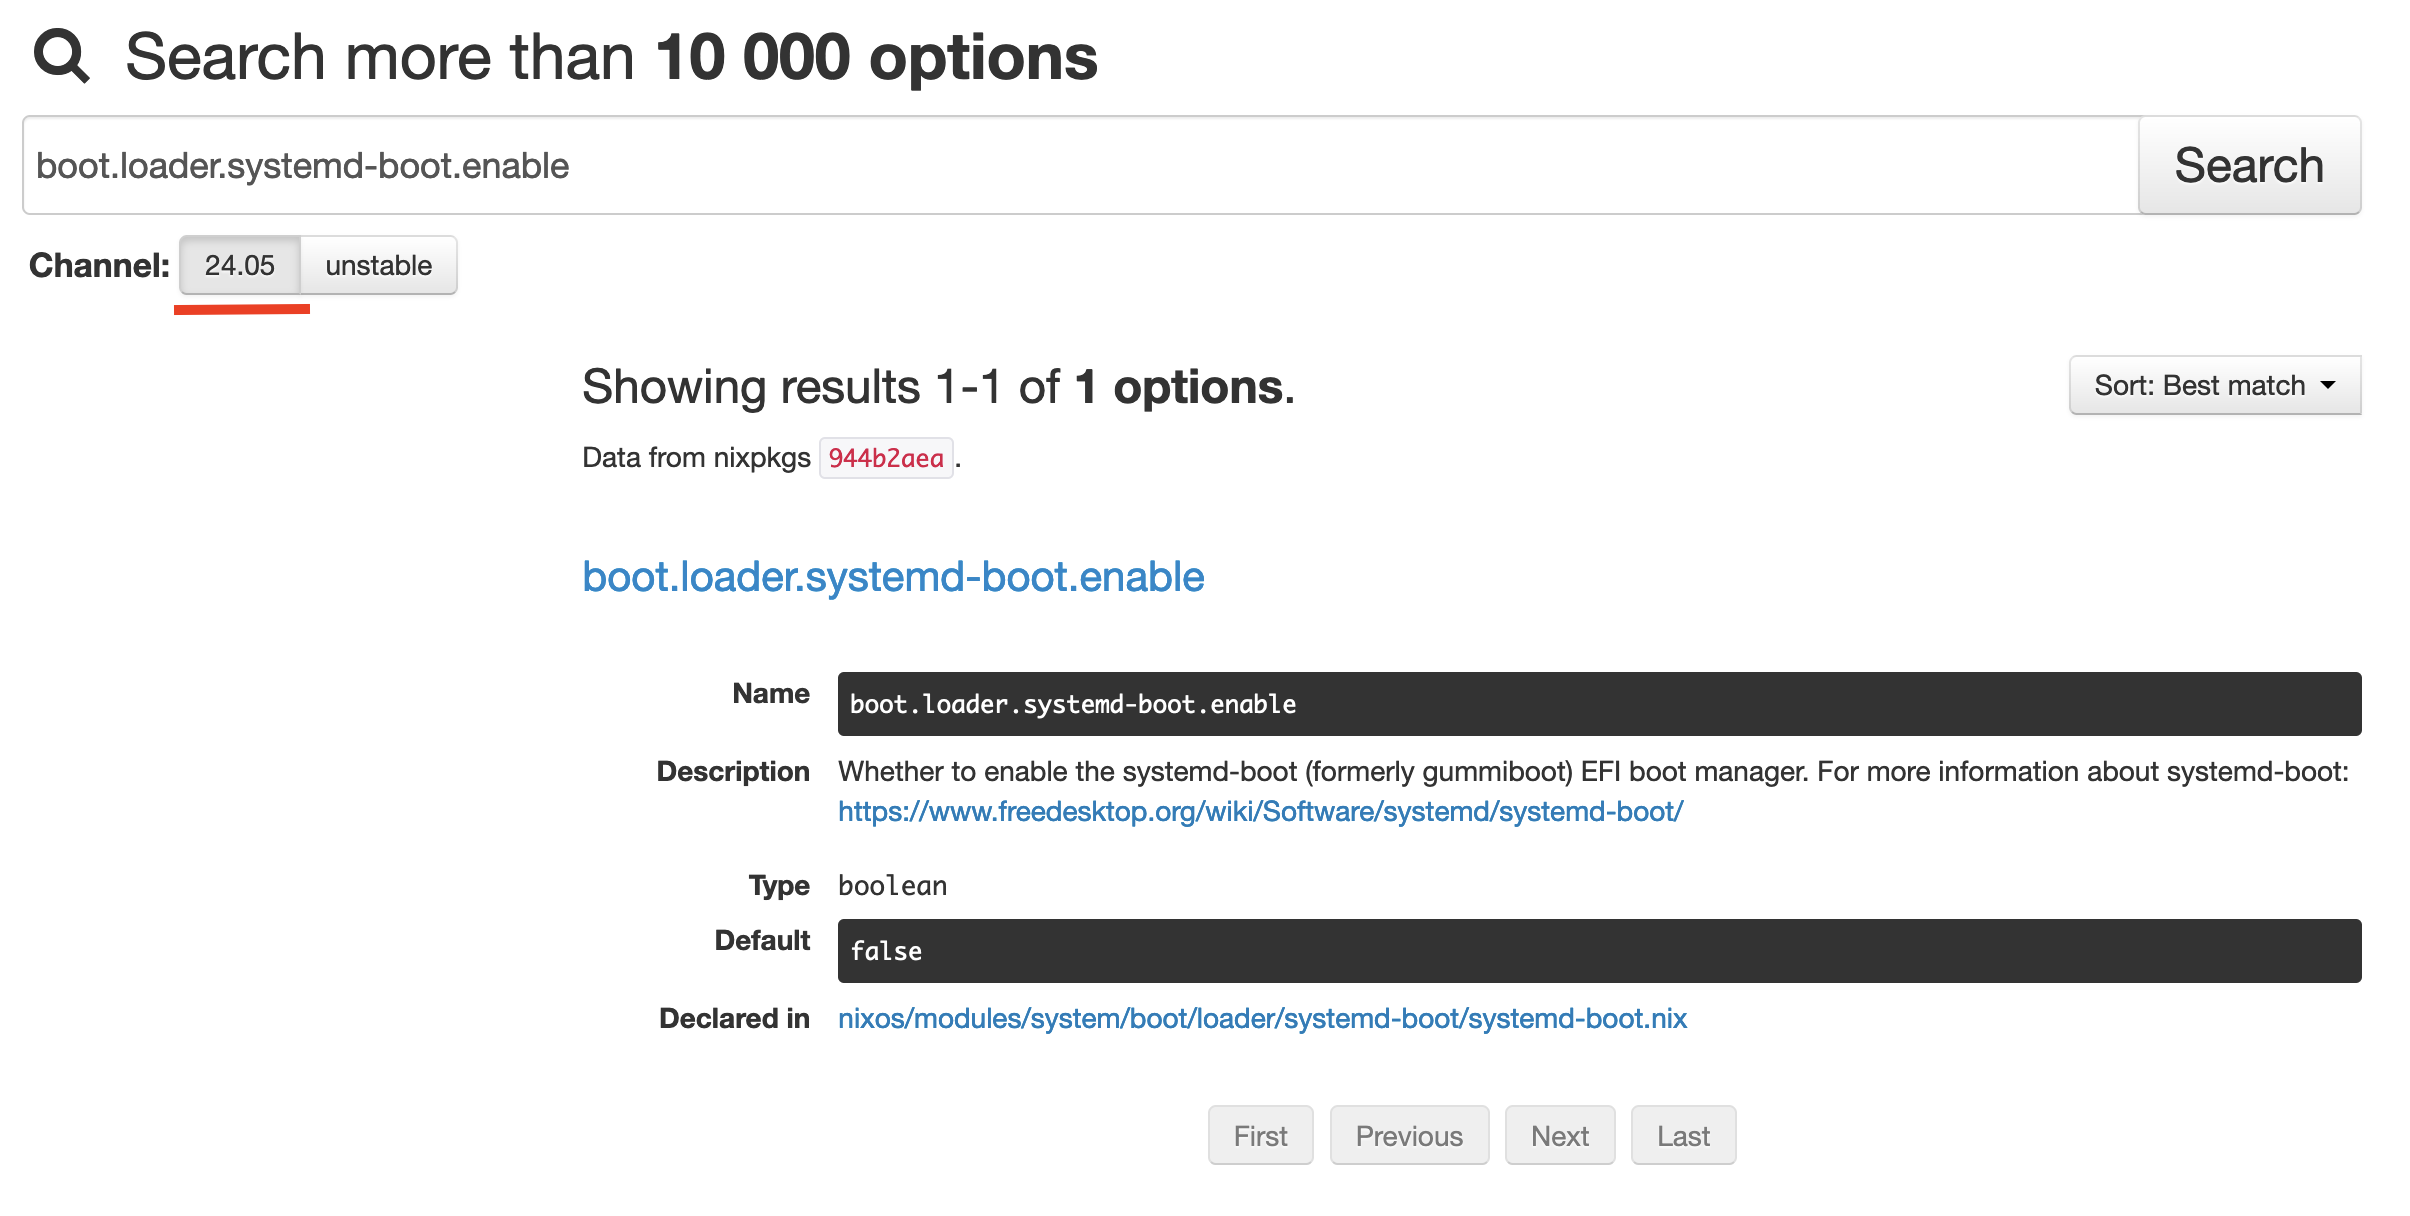 Search more than 10 000 options
boot.loader.systemd-boot.enable
Search
Channel: 24.05 unstable
Showing results 1-1 of 1 options.
Sort: Best match
Data from nixpkgs 944b2aea.
boot.loader.systemd-boot.enable
Name boot.loader.systemd-boot.enable
Description Whether to enable the systemd-boot (formerly gummiboot) EFI boot manager. For more information about systemd-boot:
https://www.freedesktop.org/wiki/Software/systemd/systemd-boot/
Type boolean
Default false
Declared in nixos/modules/system/boot/loader/systemd-boot/systemd-boot.nix
First Previous Next Last